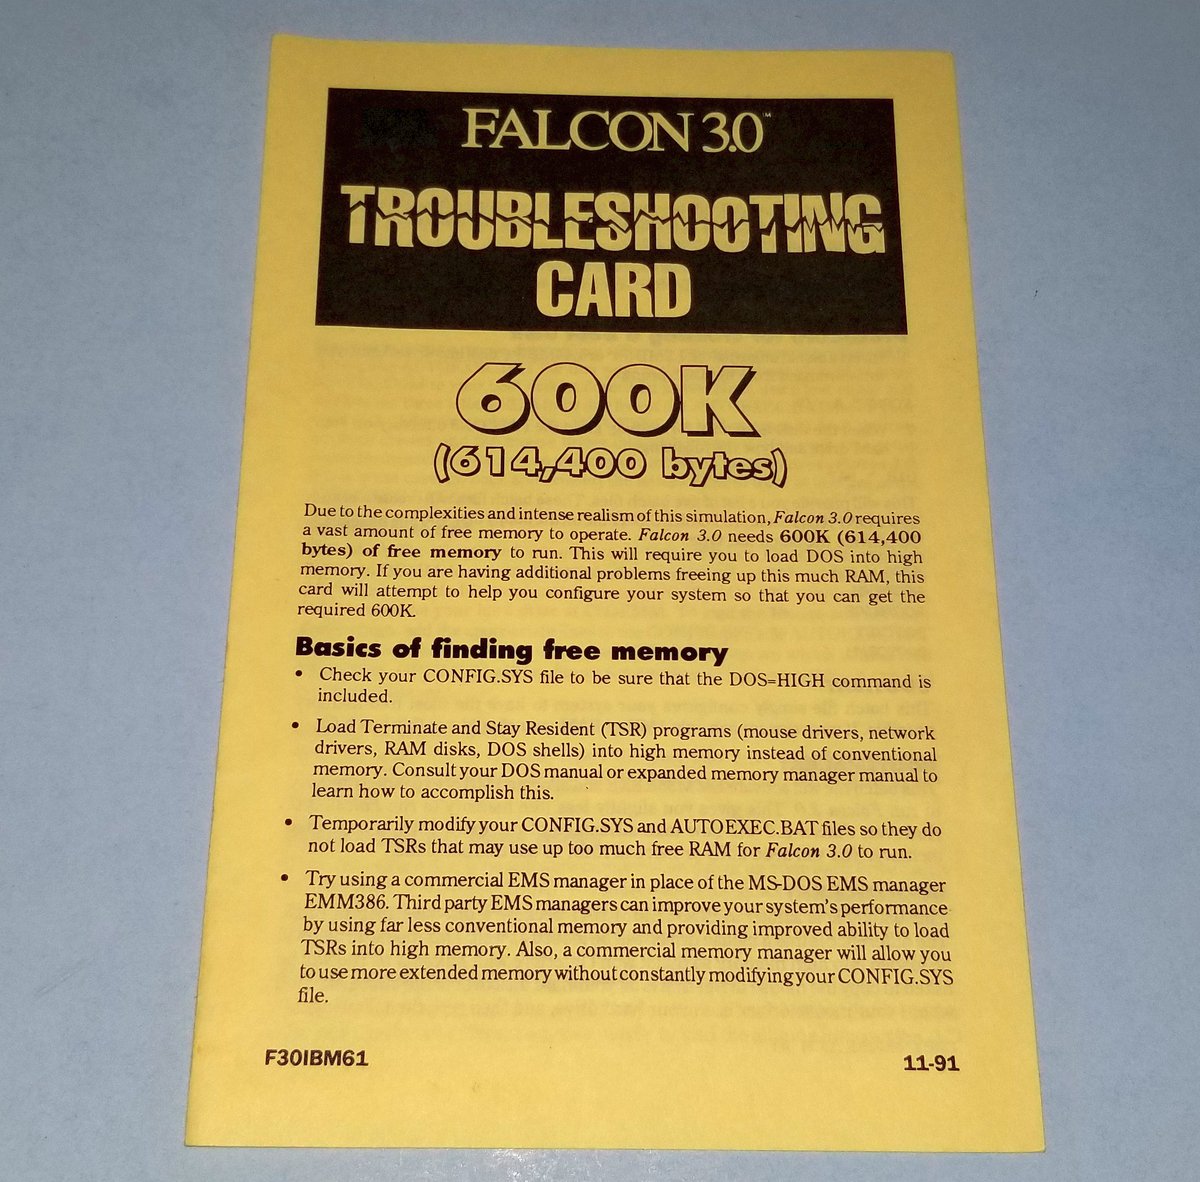 FALCON 3.0™
TROUBLESHOOTING
CARD
600K
(614,400 bytes)
Due to the complexities and intense realism of this simulation, Falcon 3.0 requires
a vast amount of free memory to operate. Falcon 3.0 needs 600K (614,400
bytes) of free memory to run. This will require you to load DOS into high
memory. If you are having additional problems freeing up this much RAM, this
card will attempt to help you configure your system so that you can get the
required 600K.
Basics of finding free memory
• Check your CONFIG.SYS file to be sure that the DOS=HIGH command is
included.
• Load Terminate and Stay Resident (TSR) programs (mouse drivers, network
drivers, RAM disks, DOS shells) into high memory instead of conventional
memory. Consult your DOS manual or expanded memory manager manual to
learn how to accomplish this.
• Temporarily modify your CONFIG.SYS and AUTOEXEC.BAT files so they do
not load TSRs that may use up too much free RAM for Falcon 3.0 to run.
• Try using a commercial EMS manager in place of the MS-DOS EMS manager
EMM386. Third party EMS managers can improve your system's performance
by using far less conventional memory and providing improved ability to load
TSRs into high memory. Also, a commercial memory manager will allow you
to use more extended memory without constantly modifying your CONFIG.SYS
file.
F30IBM61
11-91